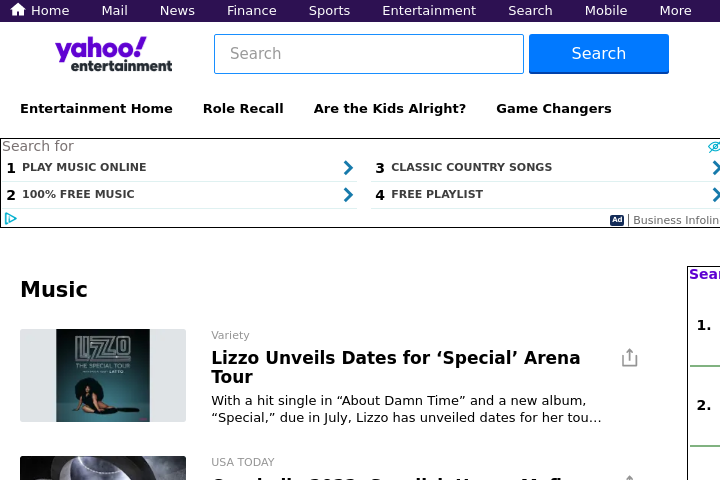 Home Mail News Finance Sports Entertainment Search Mobile More
yahoo!
entertainment
Search
Search
Entertainment Home Role Recall Are the Kids Alright? Game Changers
Search for
1 PLAY MUSIC ONLINE
2 100% FREE MUSIC
3 CLASSIC COUNTRY SONGS
4 FREE PLAYLIST
Ad Business Infolin
Music
LIZZO
THE SPECIAL TOUR
Variety
Lizzo Unveils Dates for ‘Special’ Arena
Tour
With a hit single in “About Damn Time” and a new album,
“Special,” due in July, Lizzo has unveiled dates for her tou…
USA TODAY
1.
2.